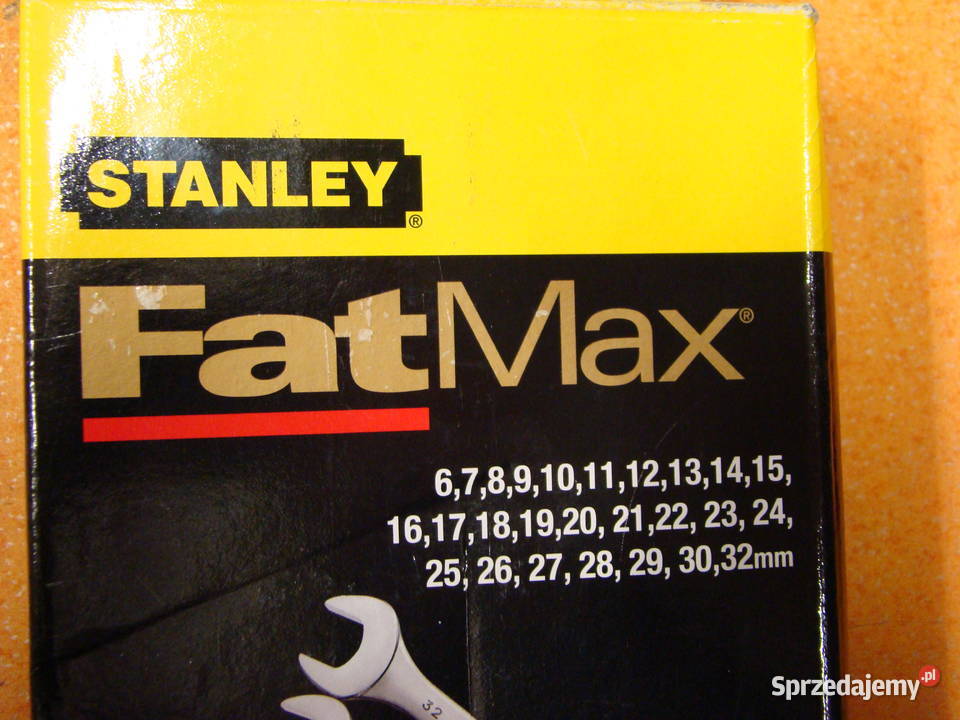 STANLEY®
FatMax®
6,7,8,9,10,11,12,13,14,15,
16,17,18,19,20, 21,22, 23, 24,
25, 26, 27, 28, 29, 30,32mm
32
Sprzedajemy.pl